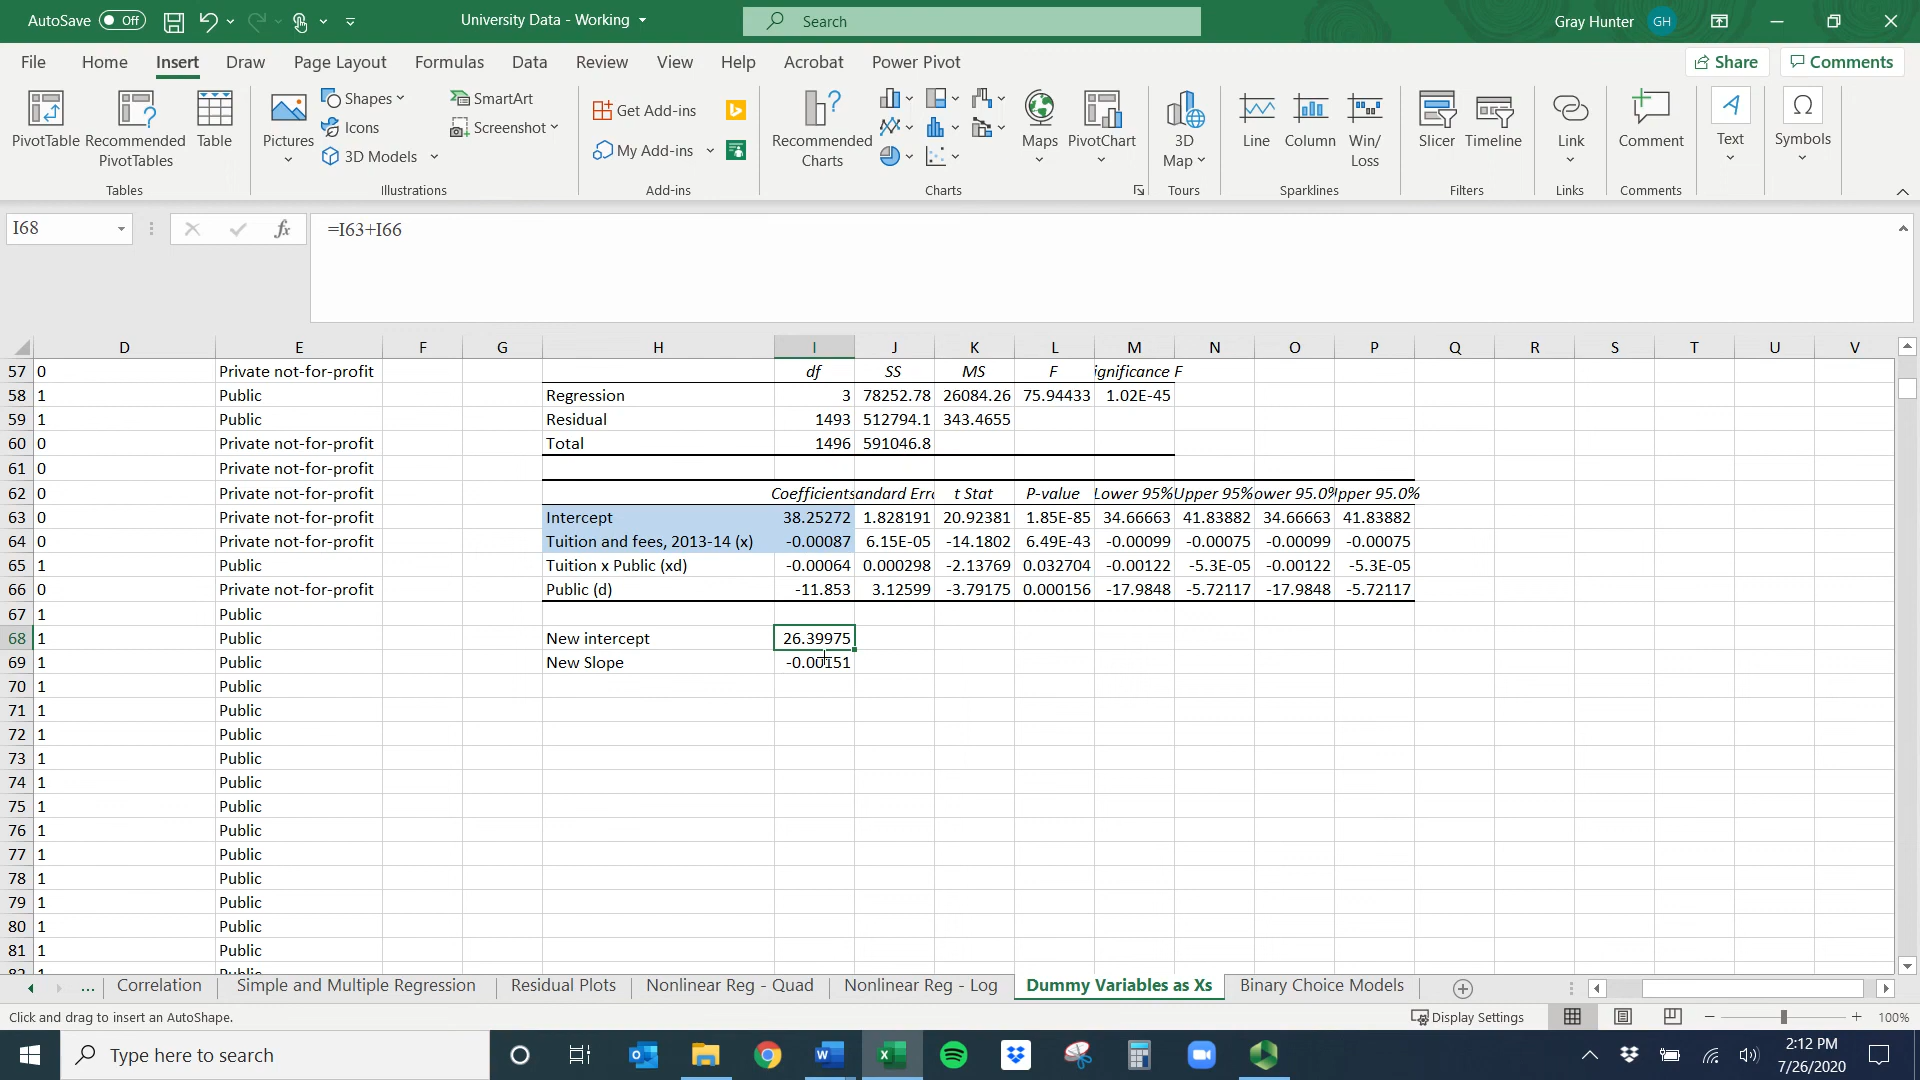 AutoSave Off
University Data - Working
Search
Gray Hunter GH
File Home Insert Draw Page Layout Formulas Data Review View Help Acrobat Power Pivot
Share Comments
PivotTable
Recommended
PivotTables
Table
Tables
Pictures
Shapes
Icons
3D Models
SmartArt
Screenshot
Illustrations
Get Add-ins
My Add-ins
Add-ins
Recommended
Charts
Maps PivotChart
Charts
3D
Map
Tours
Line Column Win/
Loss
Sparklines
Slicer Timeline
Filters
Link
Links
Comment
Comments
Text
Symbols
I68 fx =I63+I66
D E F G H I J K L M N O P Q R S T U V
57 0 Private not-for-profit df SS MS F ignificance F
58 1 Public Regression 3 78252.78 26084.26 75.94433 1.02E-45
59 1 Public Residual 1493 512794.1 343.4655
60 0 Private not-for-profit Total 1496 591046.8
61 0 Private not-for-profit
62 0 Private not-for-profit Coefficients andard Erro t Stat P-value Lower 95% Upper 95% ower 95.0% pper 95.0%
63 0 Private not-for-profit Intercept 38.25272 1.828191 20.92381 1.85E-85 34.66663 41.83882 34.66663 41.83882
64 0 Private not-for-profit Tuition and fees, 2013-14 (x) -0.00087 6.15E-05 -14.1802 6.49E-43 -0.00099 -0.00075 -0.00099 -0.00075
65 1 Public Tuition x Public (xd) -0.00064 0.000298 -2.13769 0.032704 -0.00122 -5.3E-05 -0.00122 -5.3E-05
66 0 Private not-for-profit Public (d) -11.853 3.12599 -3.79175 0.000156 -17.9848 -5.72117 -17.9848 -5.72117
67 1 Public
68 1 Public New intercept 26.39975
69 1 Public New Slope -0.00151
70 1 Public
71 1 Public
72 1 Public
73 1 Public
74 1 Public
75 1 Public
76 1 Public
77 1 Public
78 1 Public
79 1 Public
80 1 Public
81 1 Public
82 1 Public
... Correlation Simple and Multiple Regression Residual Plots Nonlinear Reg - Quad Nonlinear Reg - Log Dummy Variables as Xs Binary Choice Models
Click and drag to insert an AutoShape.
Display Settings
100%
Type here to search
2:12 PM
7/26/2020